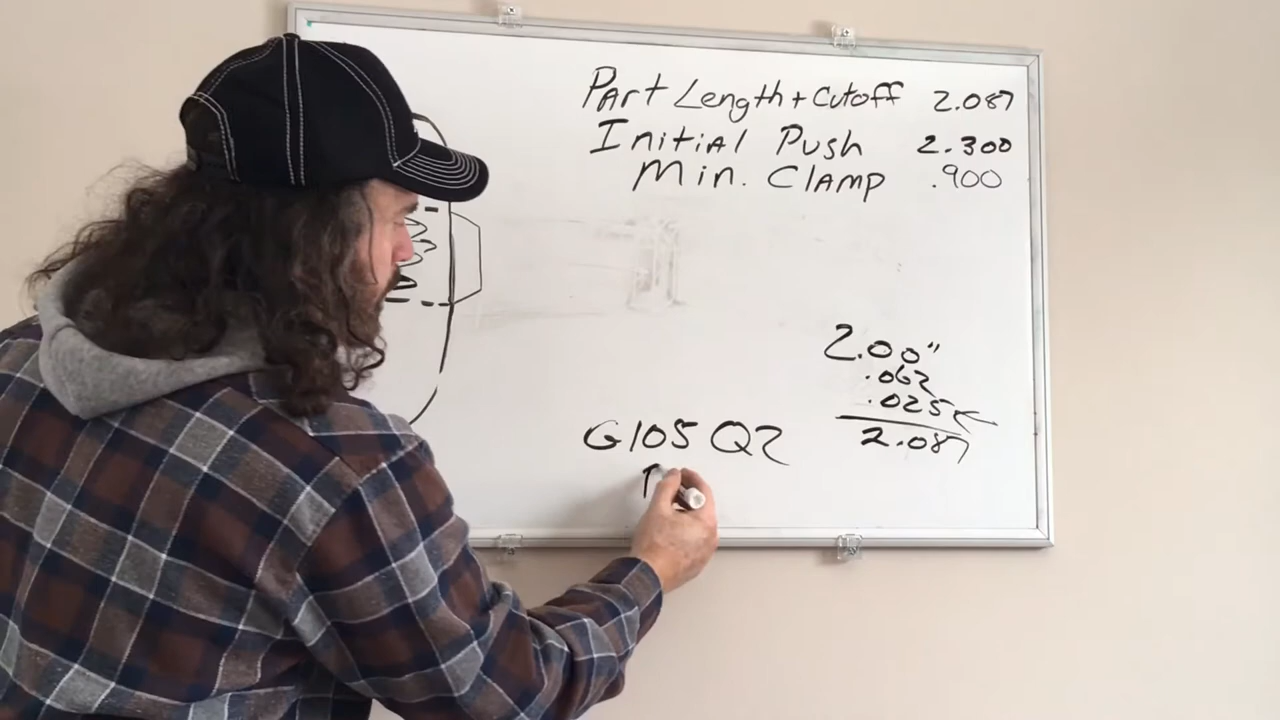 Part Length + Cutoff 2.087
Initial Push 2.300
Min. Clamp .900
2.00"
.062
.025
2.087
G105 Q2